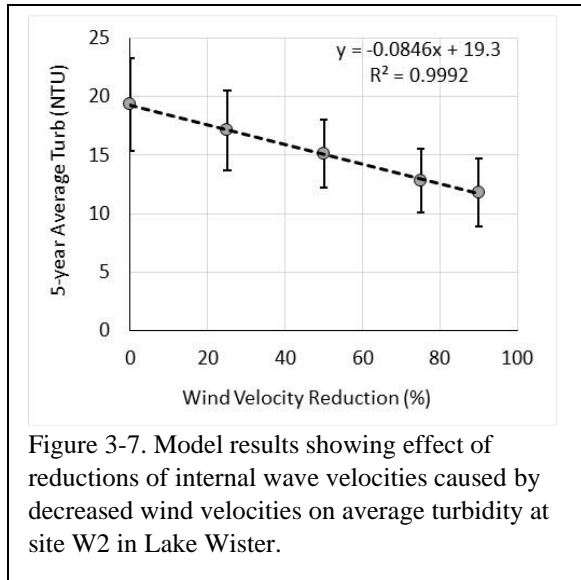 25
20
15
10
5
0
0 20 40 60 80 100
5-year Average Turb (NTU)
Wind Velocity Reduction (%)
y = -0.0846x + 19.3
R² = 0.9992
Figure 3-7. Model results showing effect of
reductions of internal wave velocities caused by
decreased wind velocities on average turbidity at
site W2 in Lake Wister.